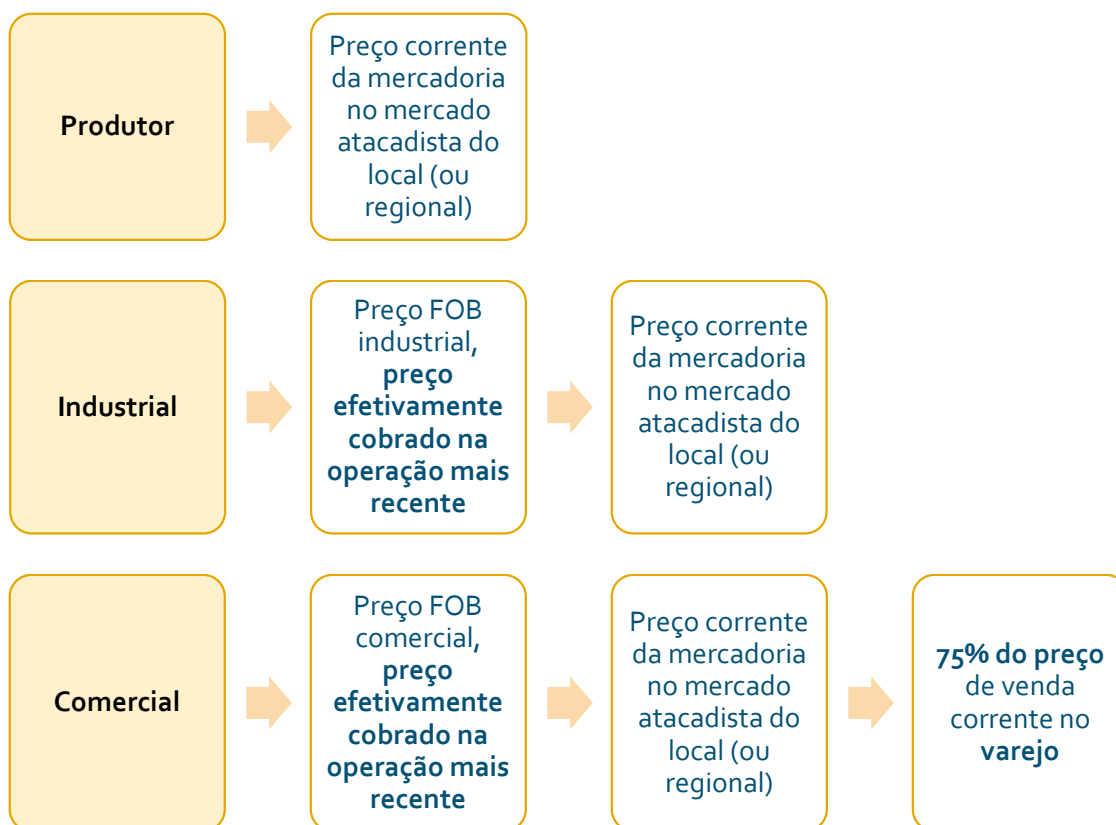 Produtor
Preço corrente
da mercadoria
no mercado
atacadista do
local (ou
regional)
Industrial
Preço FOB
industrial,
preço
efetivamente
cobrado na
operação mais
recente
Preço corrente
da mercadoria
no mercado
atacadista do
local (ou
regional)
Comercial
Preço FOB
comercial,
preço
efetivamente
cobrado na
operação mais
recente
Preço corrente
da mercadoria
no mercado
atacadista do
local (ou
regional)
75% do preço
de venda
corrente no
varejo